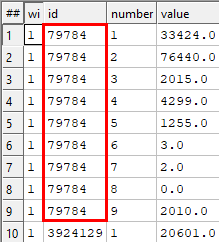 ## wi id number value
1 1 79784 1 33424.0
2 1 79784 2 76440.0
3 1 79784 3 2015.0
4 1 79784 4 4299.0
5 1 79784 5 1255.0
6 1 79784 6 3.0
7 1 79784 7 2.0
8 1 79784 8 0.0
9 1 79784 9 2010.0
10 1 3924129 1 20601.0